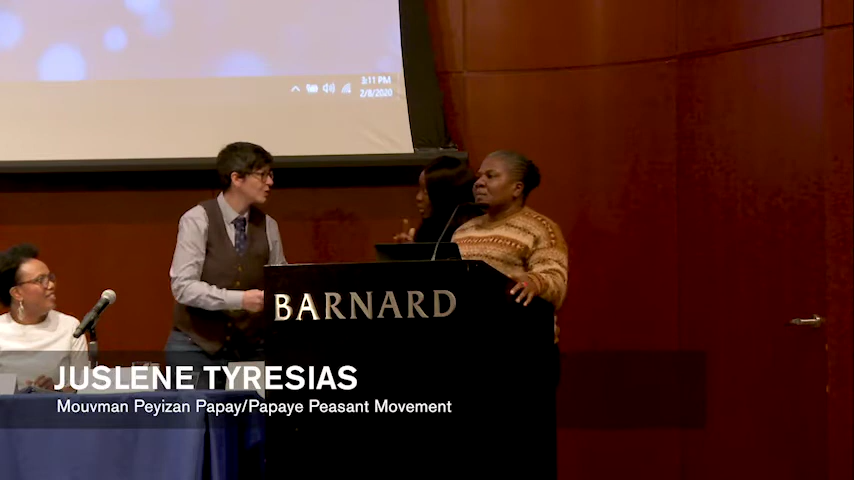 3:11 PM
2/8/2020
BARNARD
JUSLENE TYRESIAS
Mouvman Peyizan Papay/Papaye Peasant Movement